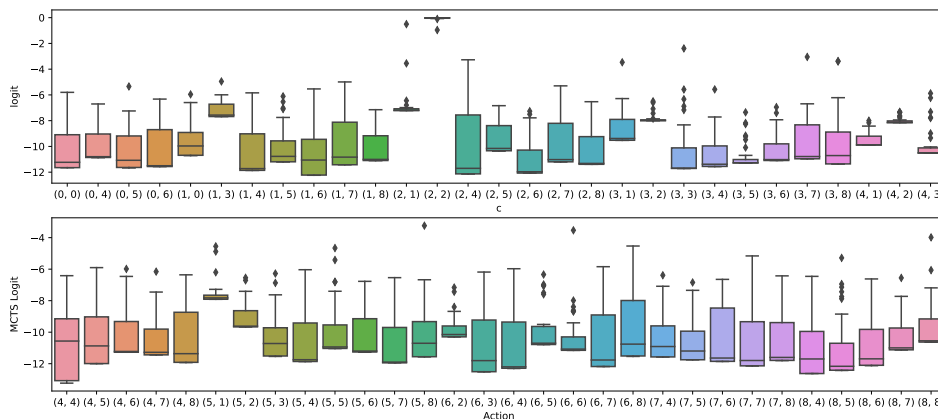 logit
0
−2
−4
−6
−8
−10
−12
(0, 0) (0, 4) (0, 5) (0, 6) (1, 0) (1, 3) (1, 4) (1, 5) (1, 6) (1, 7) (1, 8) (2, 1) (2, 2) (2, 4) (2, 5) (2, 6) (2, 7) (2, 8) (3, 1) (3, 2) (3, 3) (3, 4) (3, 5) (3, 6) (3, 7) (3, 8) (4, 1) (4, 2) (4, 3
c
MCTS Logit
−4
−6
−8
−10
−12
(4, 4) (4, 5) (4, 6) (4, 7) (4, 8) (5, 1) (5, 2) (5, 3) (5, 4) (5, 5) (5, 6) (5, 7) (5, 8) (6, 2) (6, 3) (6, 4) (6, 5) (6, 6) (6, 7) (6, 8) (7, 4) (7, 5) (7, 6) (7, 7) (7, 8) (8, 4) (8, 5) (8, 6) (8, 7) (8, 8
Action